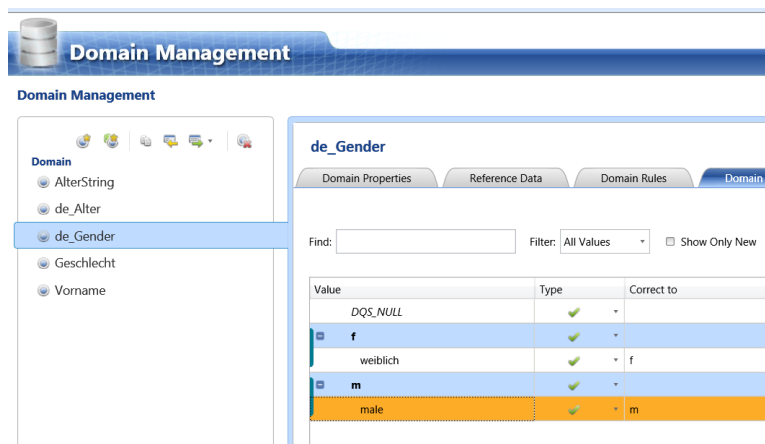 Domain Management
Domain Management
Domain
AlterString
de_Alter
de_Gender
Geschlecht
Vorname
de_Gender
Domain Properties Reference Data Domain Rules Domain
Find: Filter: All Values Show Only New
Value Type Correct to
DQS_NULL
f
weiblich f
m
male m